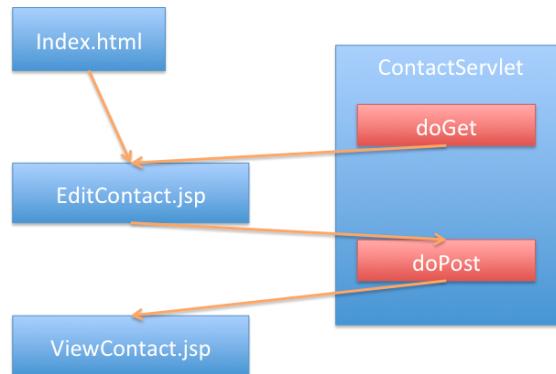 Index.html
ContactServlet
doGet
EditContact.jsp
doPost
ViewContact.jsp